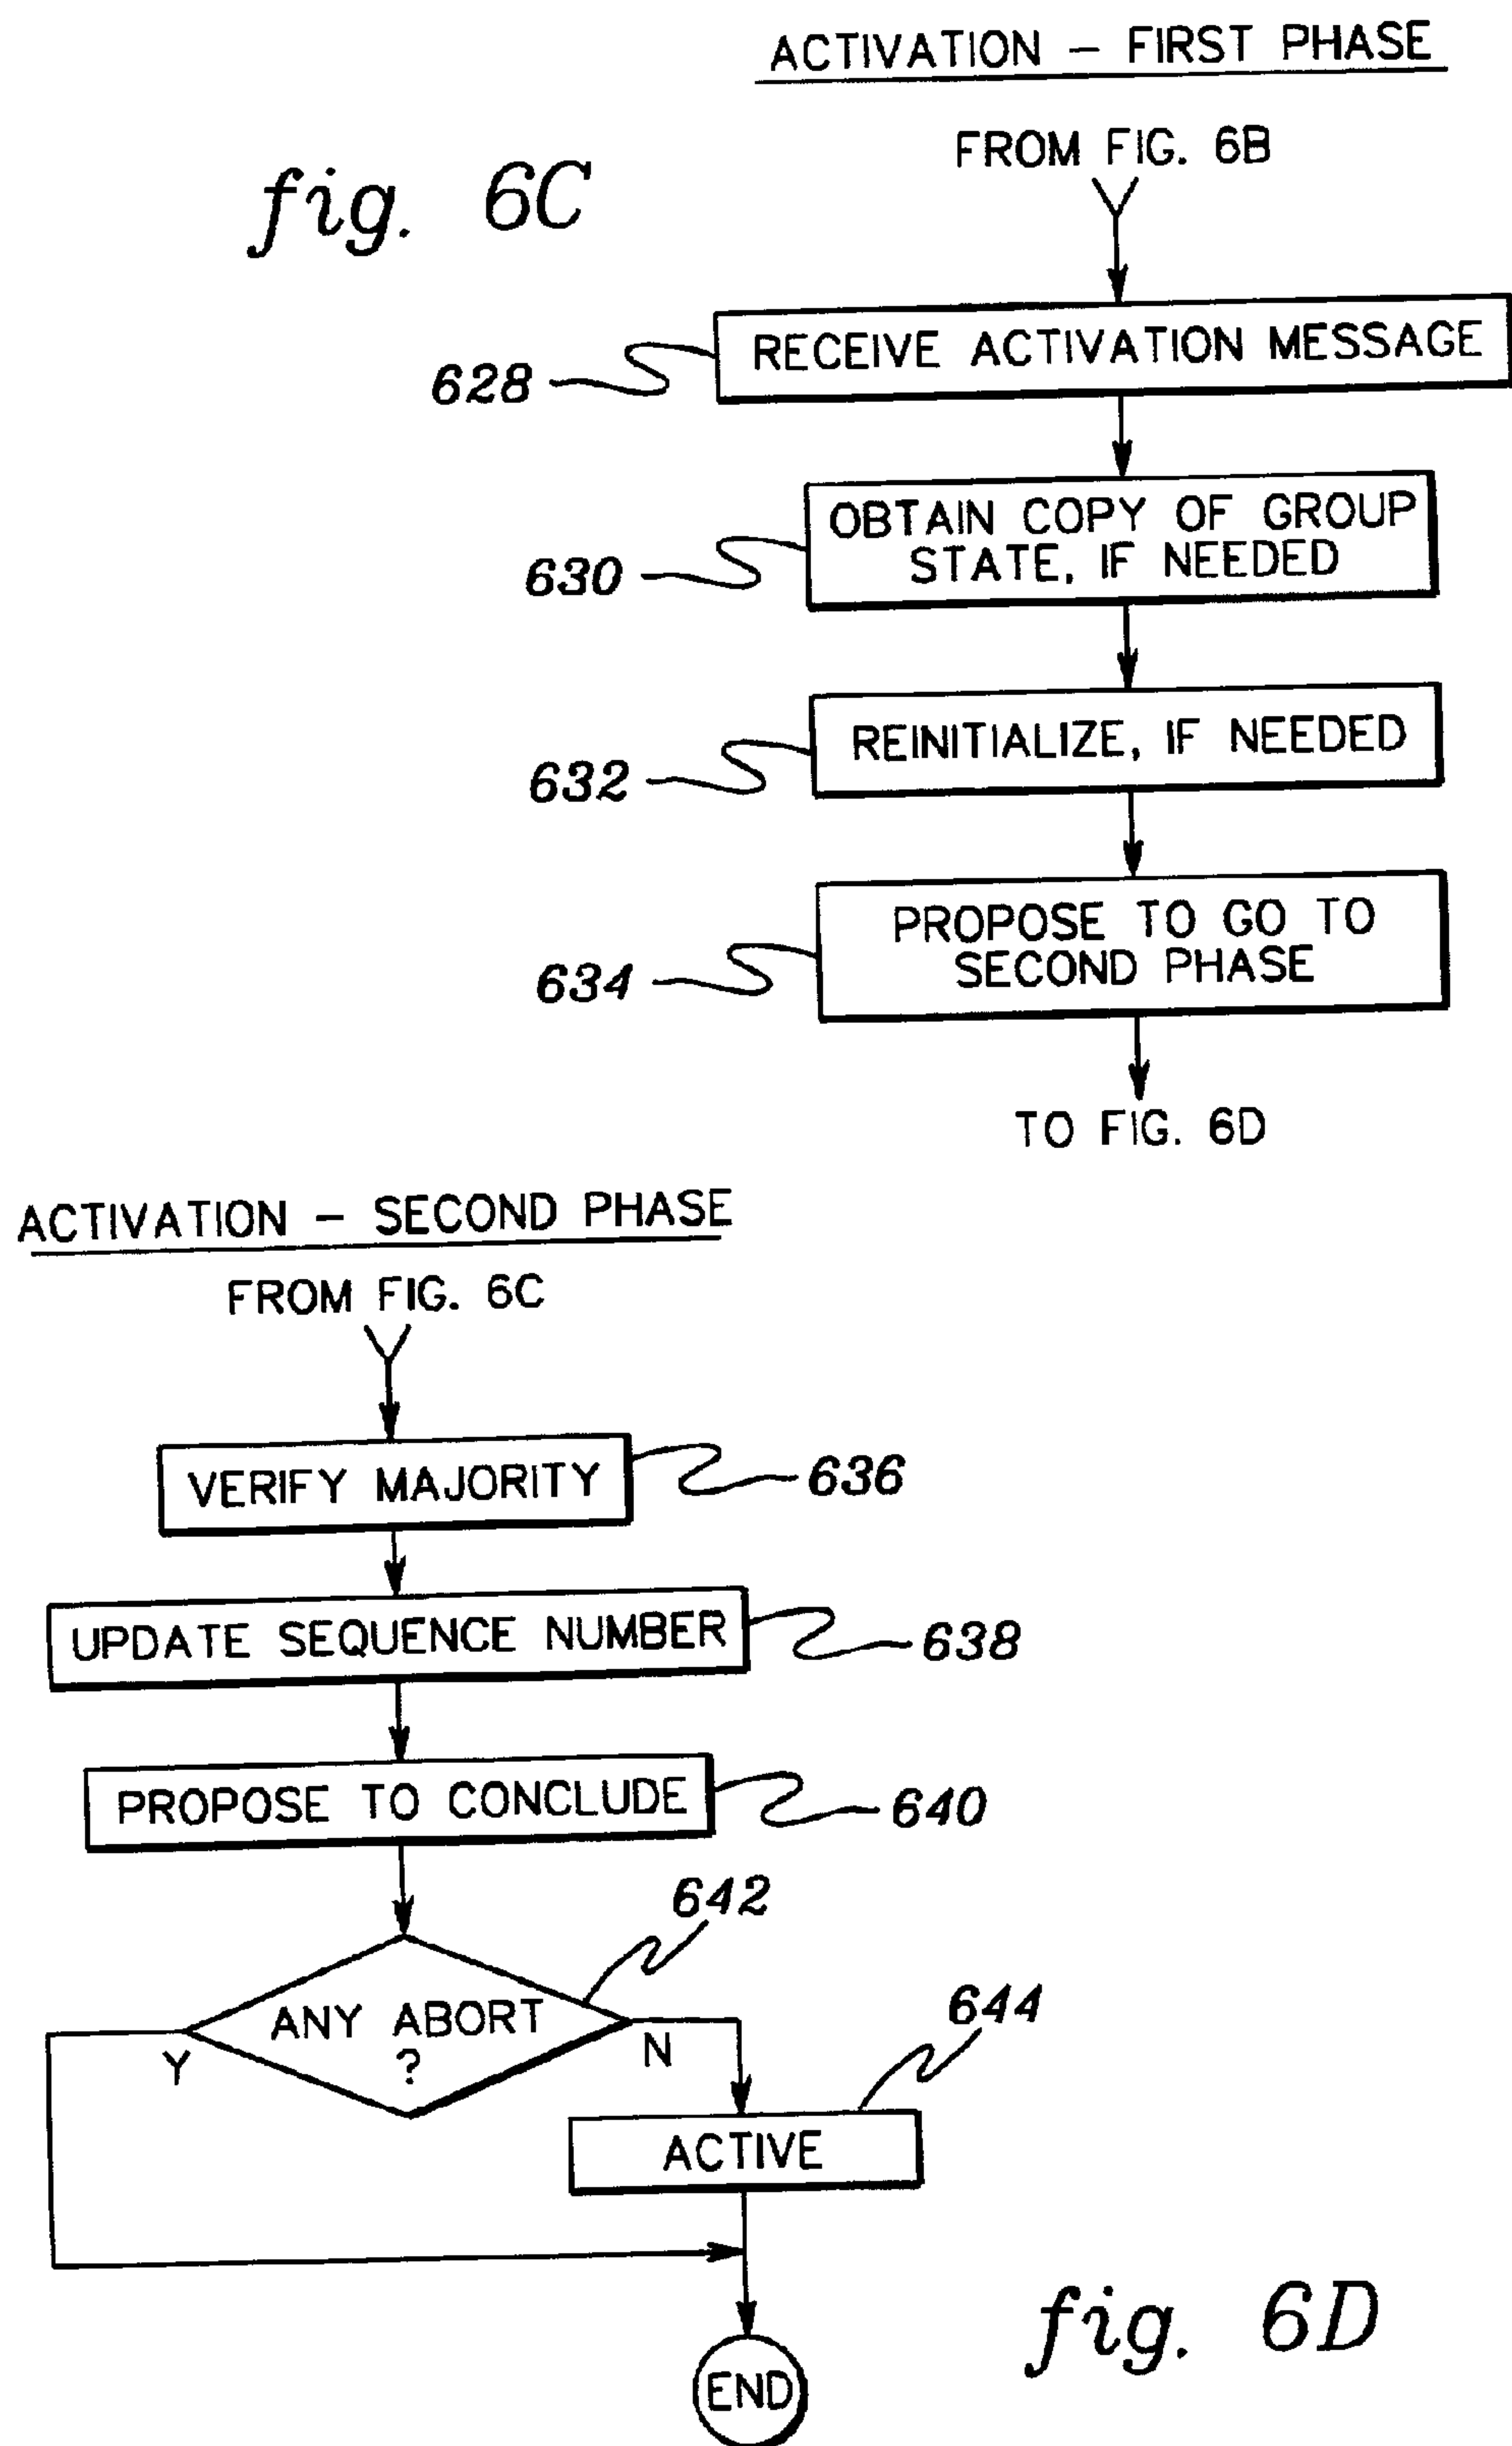 ACTIVATION – FIRST PHASE
fig. 6C
FROM FIG. 6B
RECEIVE ACTIVATION MESSAGE
628
OBTAIN COPY OF GROUP
STATE, IF NEEDED
630
REINITIALIZE, IF NEEDED
632
PROPOSE TO GO TO
SECOND PHASE
634
TO FIG. 6D
ACTIVATION – SECOND PHASE
FROM FIG. 6C
VERIFY MAJORITY
636
UPDATE SEQUENCE NUMBER
638
PROPOSE TO CONCLUDE
640
642
ANY ABORT
?
Y
N
644
ACTIVE
END
fig. 6D